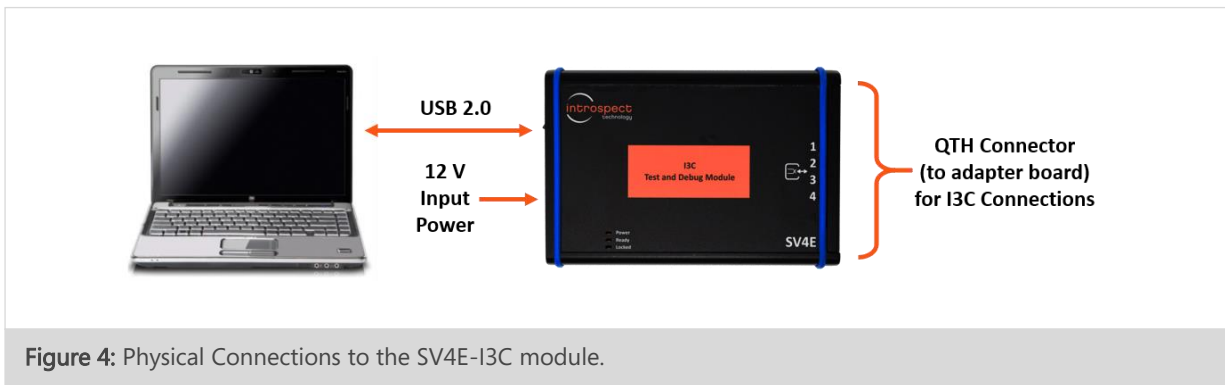 USB 2.0
12 V
Input
Power
introspect
technology
I3C
Test and Debug Module
1
2
3
4
Power
Ready
Locked
SV4E
QTH Connector
(to adapter board)
for I3C Connections
Figure 4: Physical Connections to the SV4E-I3C module.